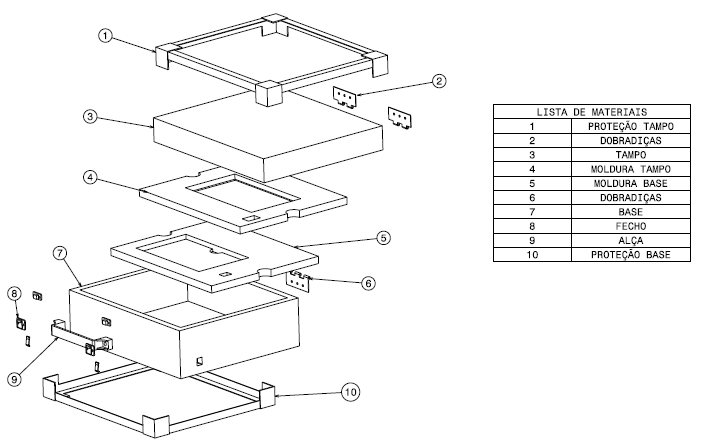 1
2
3
4
5
6
7
8
9
10
LISTA DE MATERIAIS
1 PROTEÇÃO TAMPO
2 DOBRADIÇAS
3 TAMPO
4 MOLDURA TAMPO
5 MOLDURA BASE
6 DOBRADIÇAS
7 BASE
8 FECHO
9 ALÇA
10 PROTEÇÃO BASE